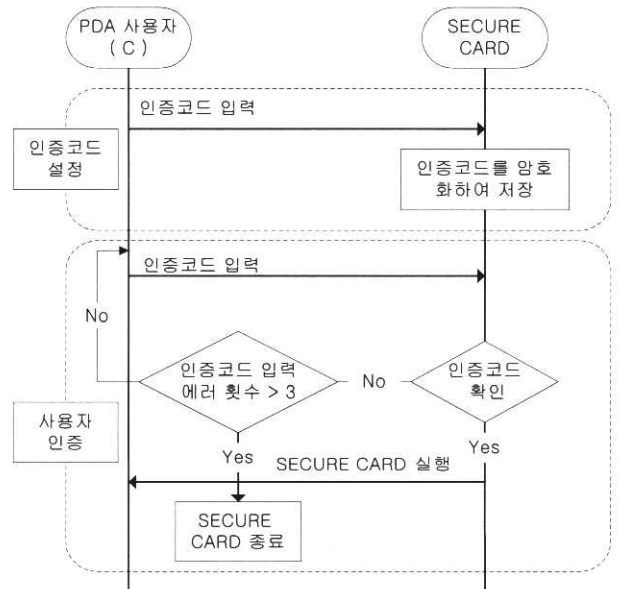 PDA 사용자
( C )
SECURE
CARD
인증코드 입력
인증코드
설정
인증코드를 암호
화하여 저장
인증코드 입력
No
인증코드 입력
에러 횟수 > 3
No
인증코드
확인
사용자
인증
Yes
Yes
SECURE CARD 실행
SECURE
CARD 종료